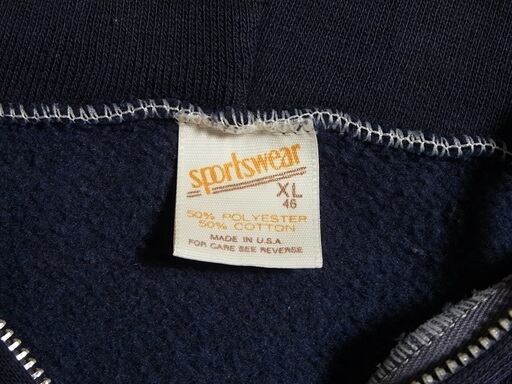 sportswear
XL
46
50% POLYESTER
50% COTTON
MADE IN U.S.A.
FOR CARE SEE REVERSE